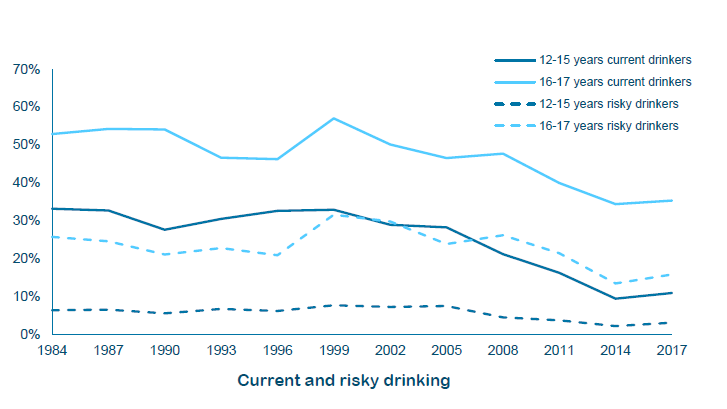 12-15 years current drinkers
16-17 years current drinkers
12-15 years risky drinkers
16-17 years risky drinkers
70%
60%
50%
40%
30%
20%
10%
0%
1984 1987 1990 1993 1996 1999 2002 2005 2008 2011 2014 2017
Current and risky drinking